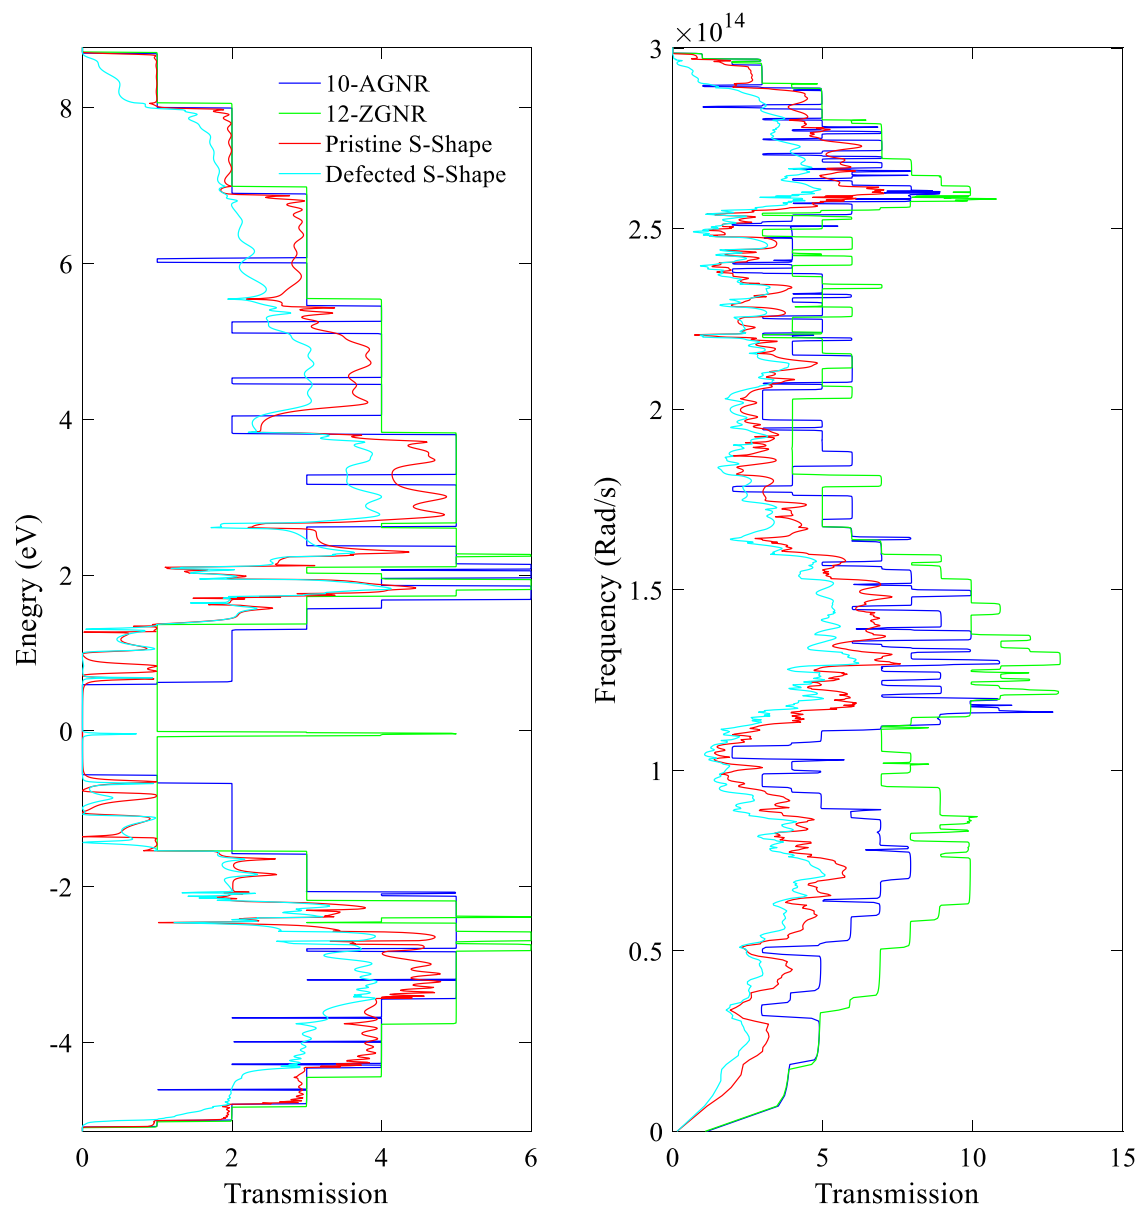 ×10^14
3
2.5
2
1.5
1
0.5
0
0 5 10 15
Frequency (Rad/s)
Transmission
8
6
4
2
0
-2
-4
0 2 4 6
Enegry (eV)
Transmission
10-AGNR
12-ZGNR
Pristine S-Shape
Defected S-Shape